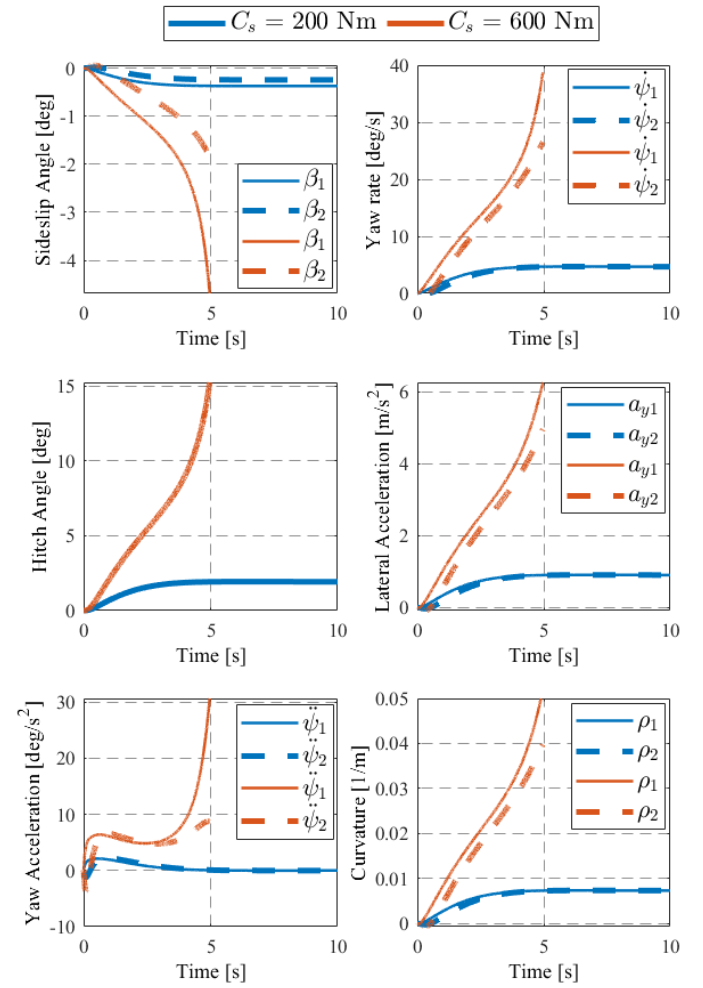 C_s = 200 Nm C_s = 600 Nm
0
-1
-2
-3
-4
Sideslip Angle [deg]
β₁
β₂
β₁
β₂
0 5 10
Time [s]
40
30
20
10
0
Yaw rate [deg/s]
ψ̇₁
ψ̇₂
ψ̇₁
ψ̇₂
0 5 10
Time [s]
15
10
5
0
Hitch Angle [deg]
0 5 10
Time [s]
6
4
2
0
Lateral Acceleration [m/s²]
a_y1
a_y2
a_y1
a_y2
0 5 10
Time [s]
30
20
10
0
-10
Yaw Acceleration [deg/s²]
ψ̈₁
ψ̈₂
ψ̈₁
ψ̈₂
0 5 10
Time [s]
0.05
0.04
0.03
0.02
0.01
0
Curvature [1/m]
ρ₁
ρ₂
ρ₁
ρ₂
0 5 10
Time [s]